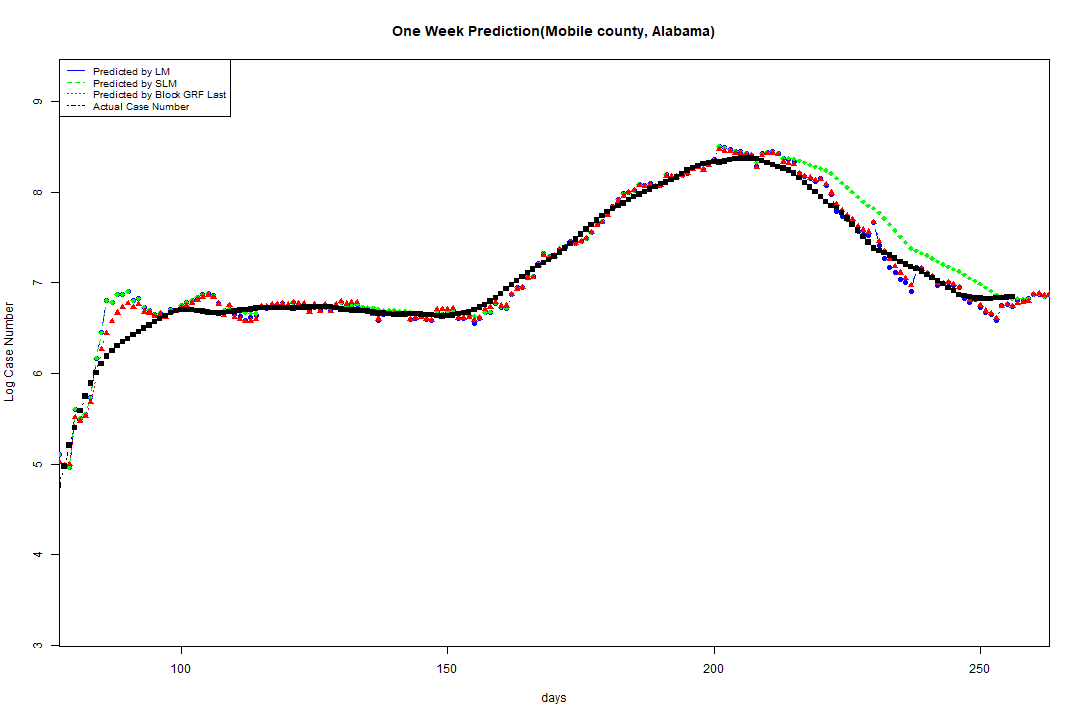 One Week Prediction(Mobile county, Alabama)
Predicted by LM
Predicted by SLM
Predicted by Block GRF Last
Actual Case Number
9
8
7
6
5
4
3
Log Case Number
100 150 200 250
days